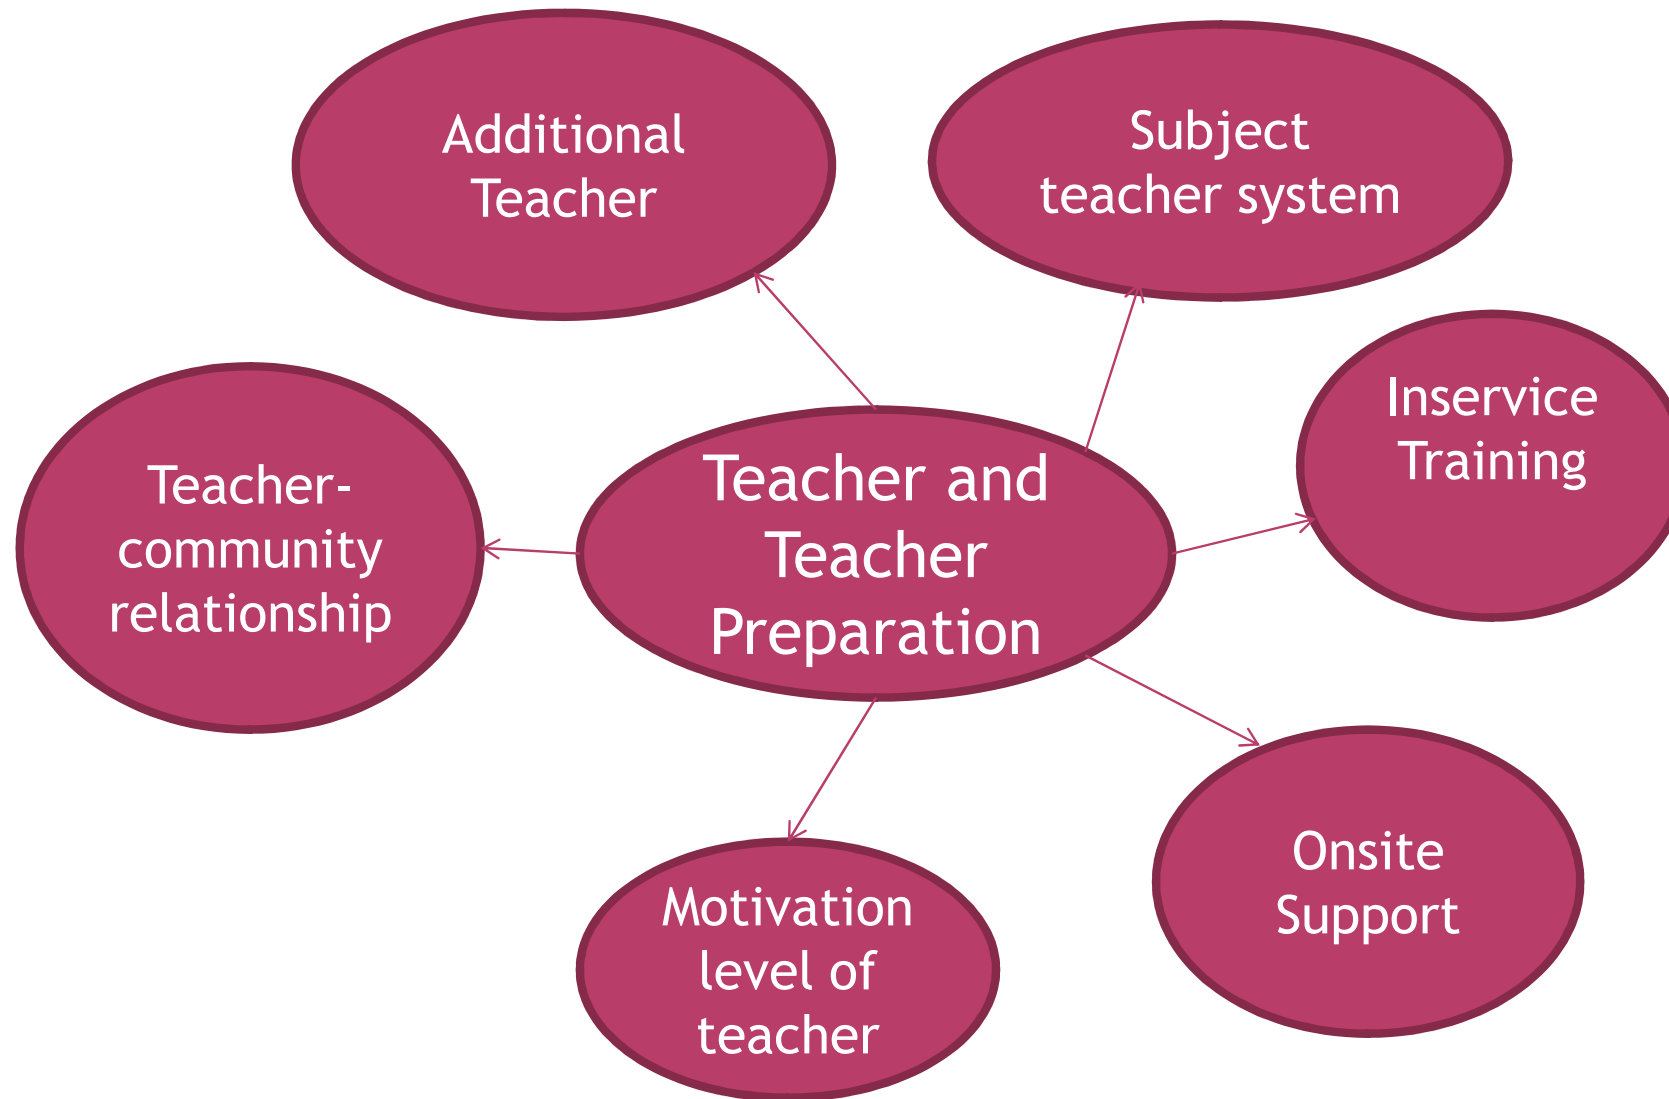 Additional
Teacher
Subject
teacher system
Inservice
Training
Teacher-
community
relationship
Teacher and
Teacher
Preparation
Onsite
Support
Motivation
level of
teacher